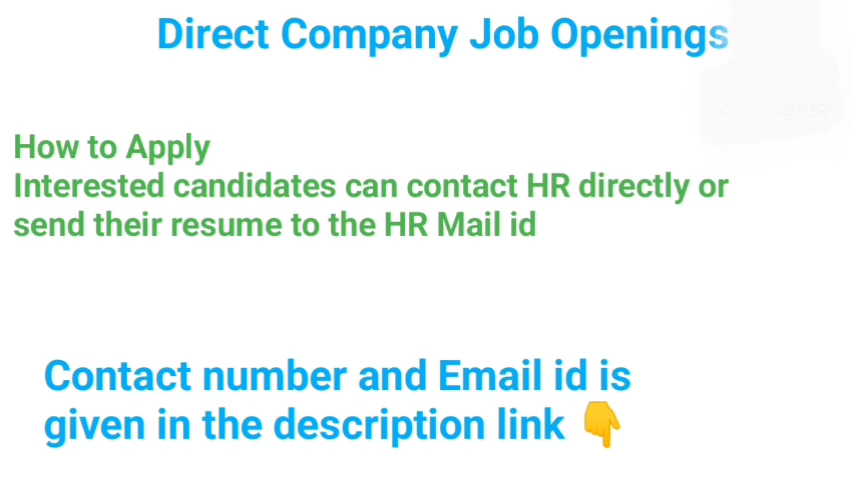 Direct Company Job Openings
How to Apply
Interested candidates can contact HR directly or
send their resume to the HR Mail id
Contact number and Email id is
given in the description link 👇